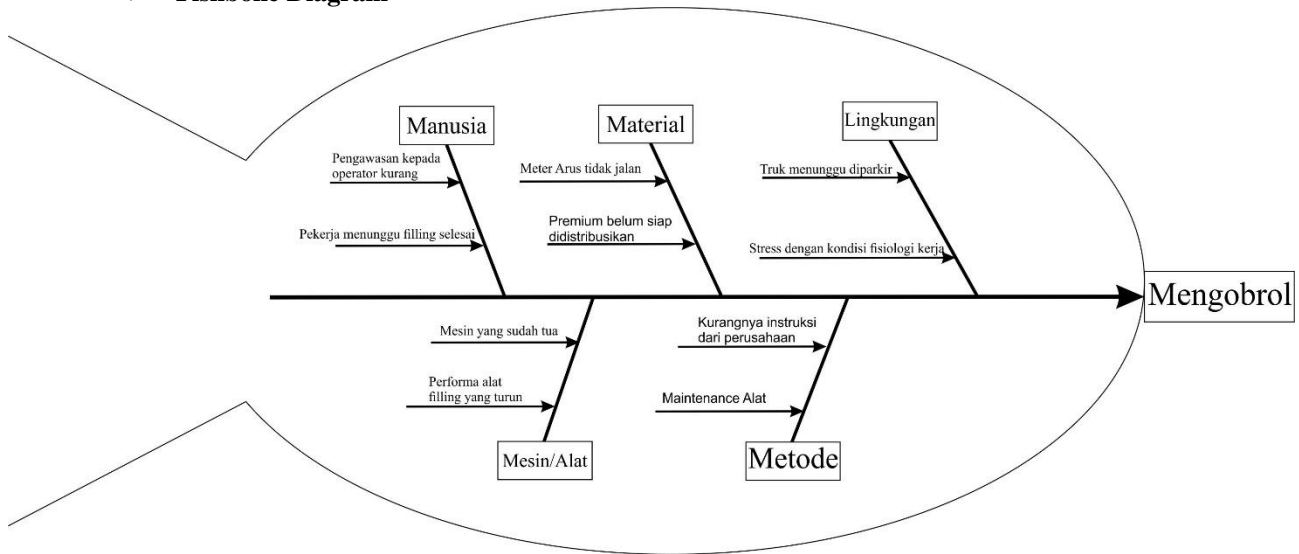 Fishbone Diagram
Manusia
Pengawasan kepada
operator kurang
Pekerja menunggu filling selesai
Material
Meter Arus tidak jalan
Premium belum siap
didistribusikan
Lingkungan
Truk menunggu diparkir
Stress dengan kondisi fisiologi kerja
Mengobrol
Mesin yang sudah tua
Performa alat
filling yang turun
Mesin/Alat
Kurangnya instruksi
dari perusahaan
Maintenance Alat
Metode